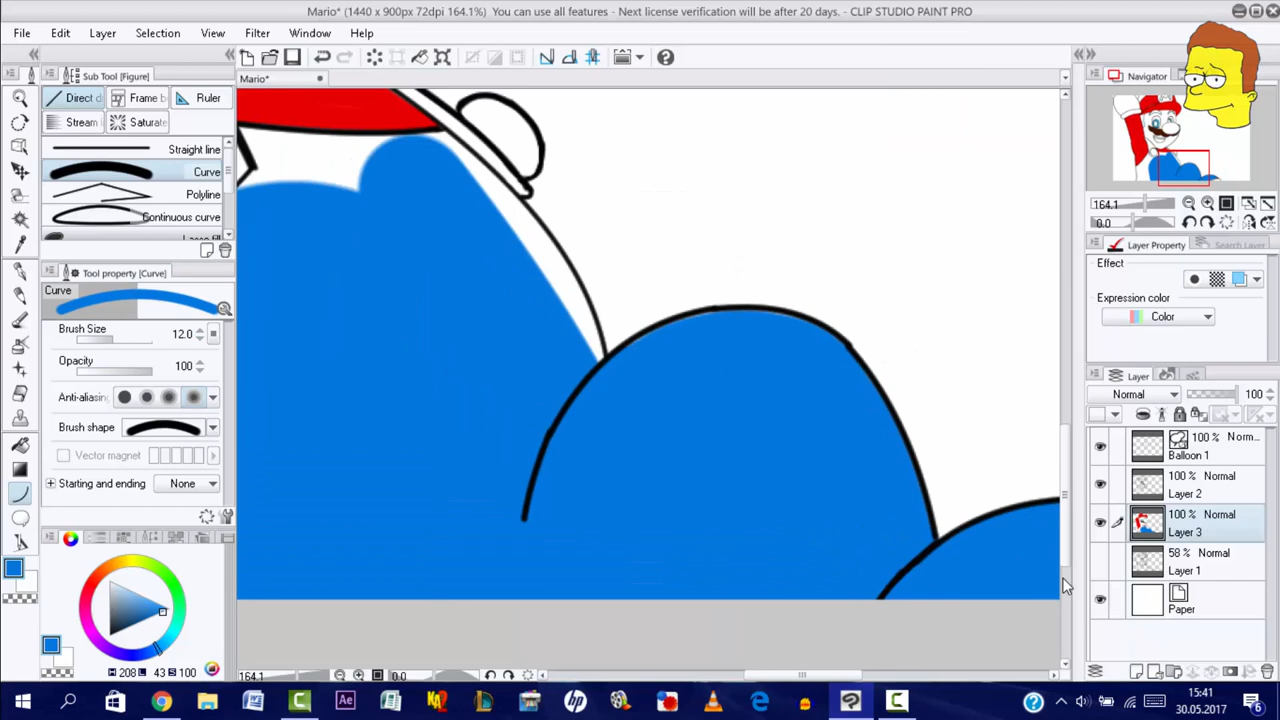 Mario* (1440 x 900px 72dpi 164.1%) You can use all features - Next license verification will be after 20 days. - CLIP STUDIO PAINT PRO
File Edit Layer Selection View Filter Window Help
Sub Tool [Figure]
Mario*
Navigator
Direct d
Frame b
Ruler
Stream
Saturate
Straight line
Curve
Polyline
Continuous curve
164.1
0.0
Layer Property
Search Layer
Tool property [Curve]
Effect
Curve
Expression color
Color
Brush Size 12.0
Opacity 100
Anti-aliasing
Brush shape
Vector magnet
Starting and ending None
Layer
Normal 100
100 % Norm...
Balloon 1
100 % Normal
Layer 2
100 % Normal
Layer 3
58 % Normal
Layer 1
Paper
208 43 S 100
164.1
0.0
15:41
30.05.2017
6